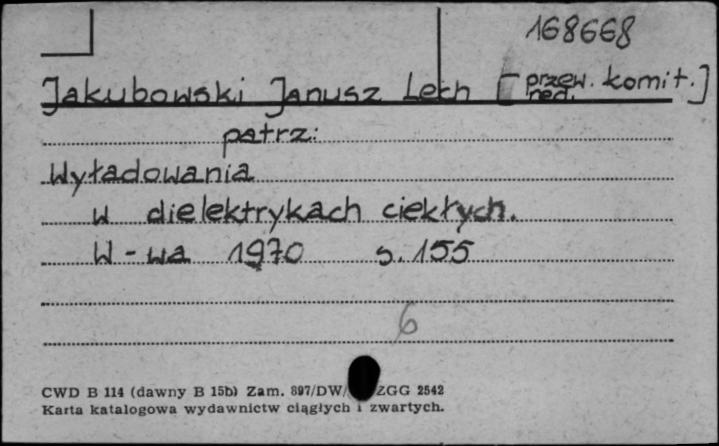 168668
Jakubowski Janusz Lech [przew. komit. red.]
patrz:
Wyładowania
w dielektrykach ciekłych.
W-wa 1970 s. 155
6
CWD B 114 (dawny B 15b) Zam. 897/DW/ ZGG 2542
Karta katalogowa wydawnictw ciągłych i zwartych.